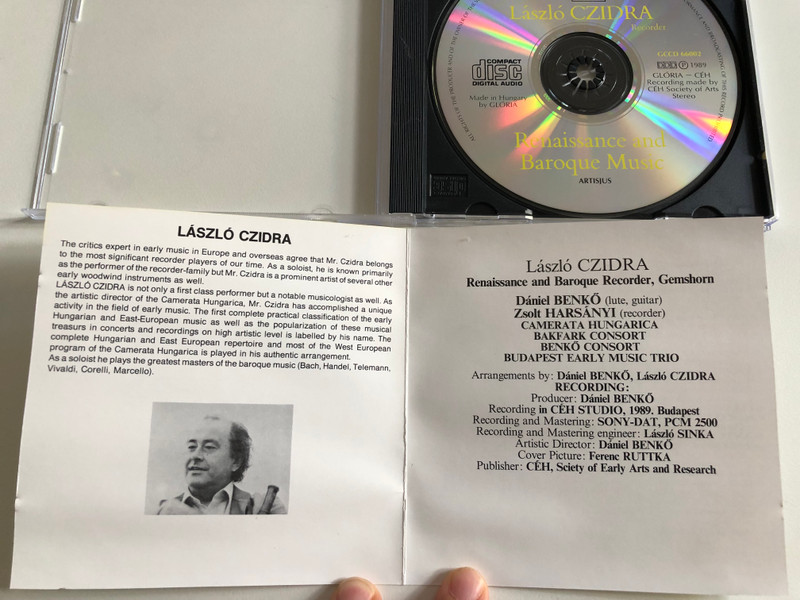 László CZIDRA
Recorder
GCCD 66002
COMPACT
disc
DIGITAL AUDIO
Ⓟ 1989
GLÓRIA – CÉH
Recording made by
CÉH Society of Arts
Stereo
Made in Hungary
by GLÓRIA
Renaissance and
Baroque Music
ARTISJUS
LÁSZLÓ CZIDRA
The critics expert in early music in Europe and overseas agree that Mr. Czidra belongs
to the most significant recorder players of our time. As a soloist, he is known primarily
as the performer of the recorder-family but Mr. Czidra is a prominent artist of several other
early woodwind instruments as well.
LÁSZLÓ CZIDRA is not only a first class performer but a notable musicologist as well. As
the artistic director of the Camerata Hungarica, Mr. Czidra has accomplished a unique
activity in the field of early music. The first complete practical classification of the early
Hungarian and East-European music as well as the popularization of these musical
treasurs in concerts and recordings on high artistic level is labelled by his name. The
complete Hungarian and East European repertoire and most of the West European
program of the Camerata Hungarica is played in his authentic arrangement.
As a soloist he plays the greatest masters of the baroque music (Bach, Handel, Telemann,
Vivaldi, Corelli, Marcello).
László CZIDRA
Renaissance and Baroque Recorder, Gemshorn
Dániel BENKŐ (lute, guitar)
Zsolt HARSÁNYI (recorder)
CAMERATA HUNGARICA
BAKFARK CONSORT
BENKŐ CONSORT
BUDAPEST EARLY MUSIC TRIO
Arrangements by: Dániel BENKŐ, László CZIDRA
RECORDING:
Producer: Dániel BENKŐ
Recording in CÉH STUDIO, 1989. Budapest
Recording and Mastering: SONY-DAT, PCM 2500
Recording and Mastering engineer: László SINKA
Artistic Director: Dániel BENKŐ
Cover Picture: Ferenc RUTTKA
Publisher: CÉH, Sciety of Early Arts and Research